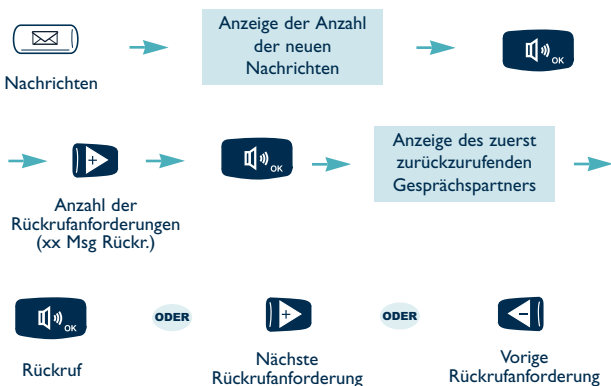 Anzeige der Anzahl
der neuen
Nachrichten
OK
Nachrichten
+
OK
Anzeige des zuerst
zurückzurufenden
Gesprächspartners
Anzahl der
Rückrufanforderungen
(xx Msg Rückr.)
OK
ODER
+
ODER
-
Rückruf
Nächste
Rückrufanforderung
Vorige
Rückrufanforderung